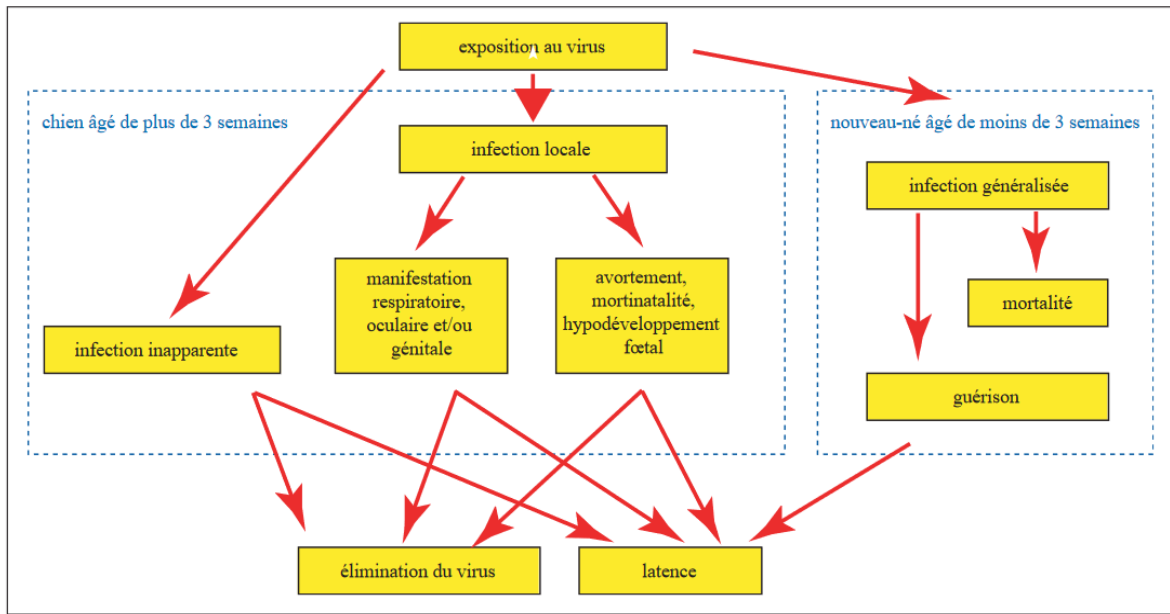 exposition au virus
chien âgé de plus de 3 semaines
nouveau-né âgé de moins de 3 semaines
infection locale
infection généralisée
manifestation
respiratoire,
oculaire et/ou
génitale
avortement,
mortinatalité,
hypodéveloppement
fœtal
mortalité
infection inapparente
guérison
élimination du virus
latence